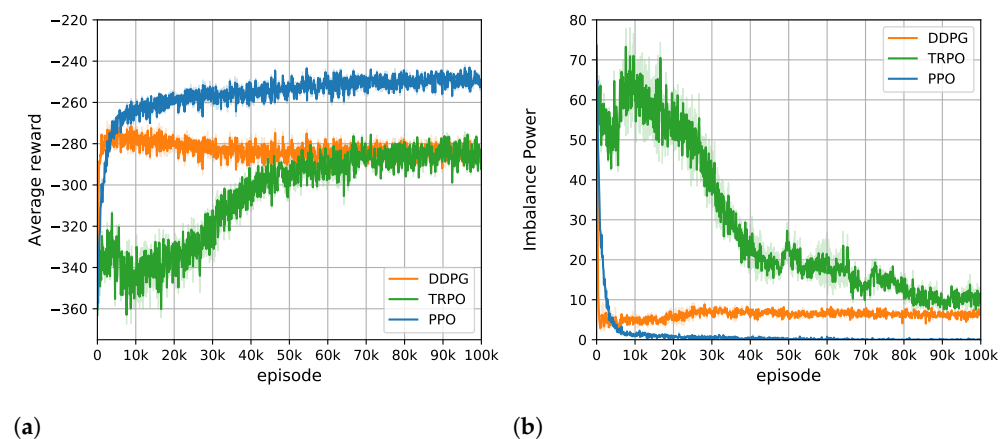 −220
−240
−260
−280
−300
−320
−340
−360
Average reward
0 10k 20k 30k 40k 50k 60k 70k 80k 90k 100k
episode
DDPG
TRPO
PPO
(a)
80
70
60
50
40
30
20
10
0
Imbalance Power
0 10k 20k 30k 40k 50k 60k 70k 80k 90k 100k
episode
DDPG
TRPO
PPO
(b)